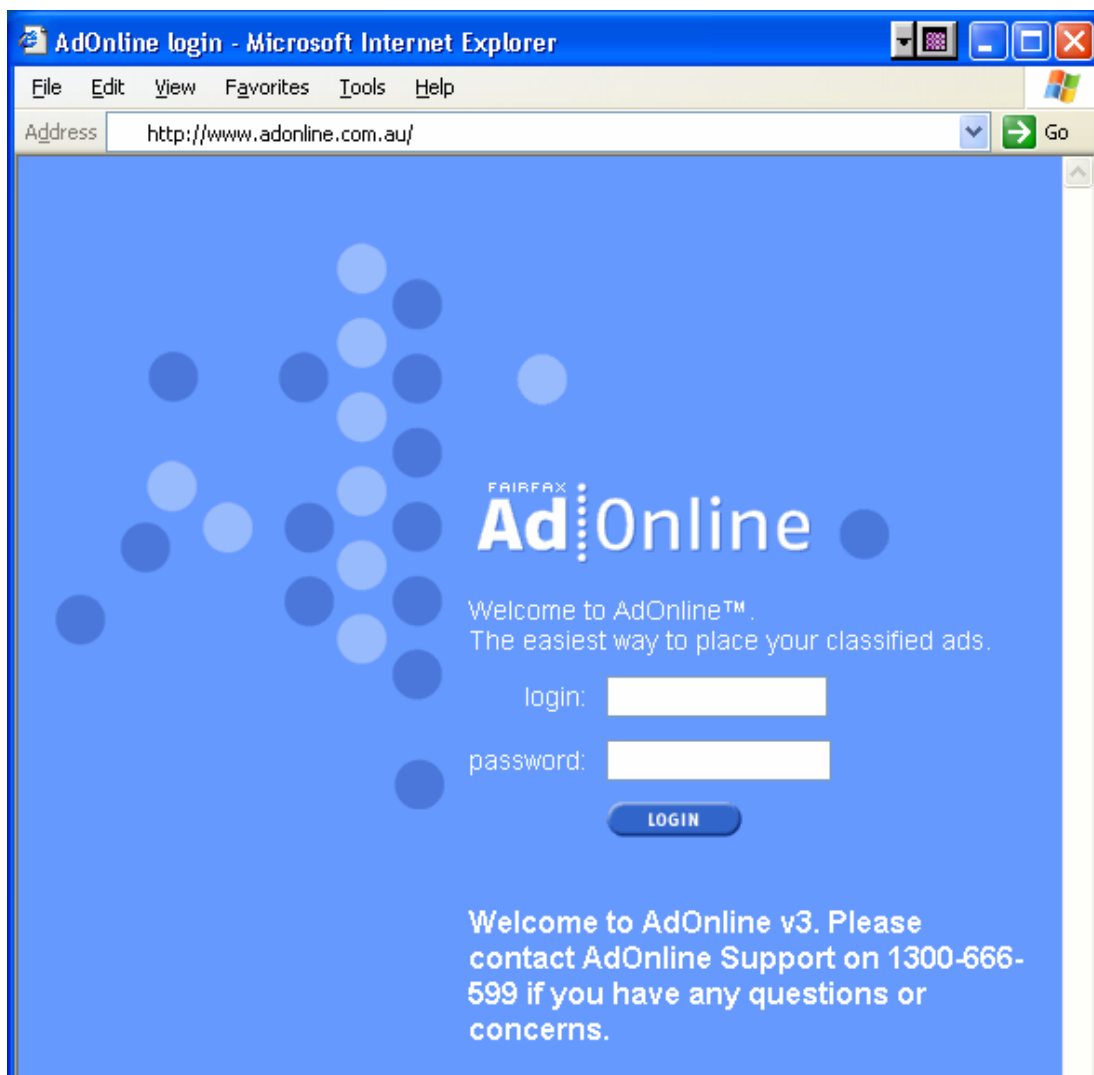 AdOnline login - Microsoft Internet Explorer
File Edit View Favorites Tools Help
Address http://www.adonline.com.au/ Go
FAIRFAX
Ad Online
Welcome to AdOnline™.
The easiest way to place your classified ads.
login:
password:
LOGIN
Welcome to AdOnline v3. Please
contact AdOnline Support on 1300-666-
599 if you have any questions or
concerns.